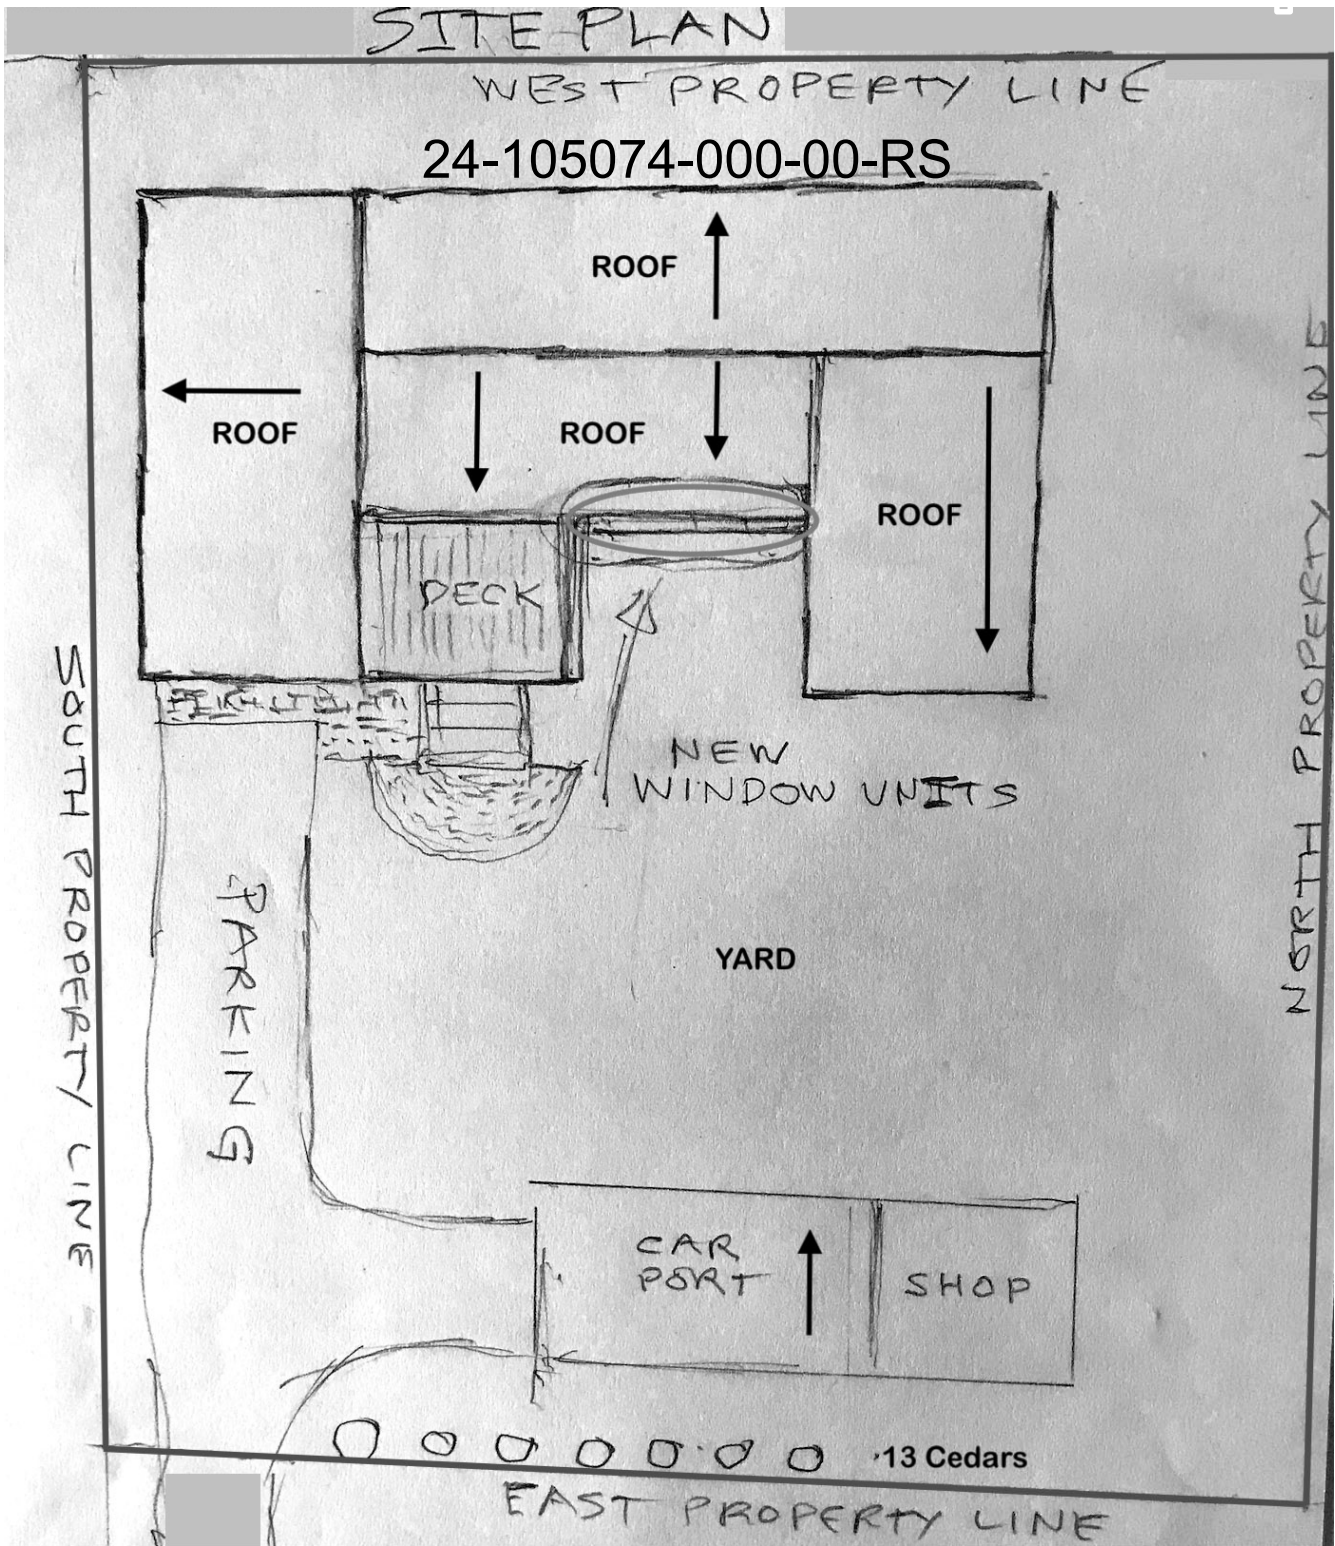 SITE PLAN
WEST PROPERTY LINE
24-105074-000-00-RS
ROOF
ROOF
ROOF
ROOF
DECK
NEW
WINDOW UNITS
SOUTH PROPERTY LINE
NORTH PROPERTY LINE
PARKING
YARD
CAR
PORT
SHOP
13 Cedars
EAST PROPERTY LINE